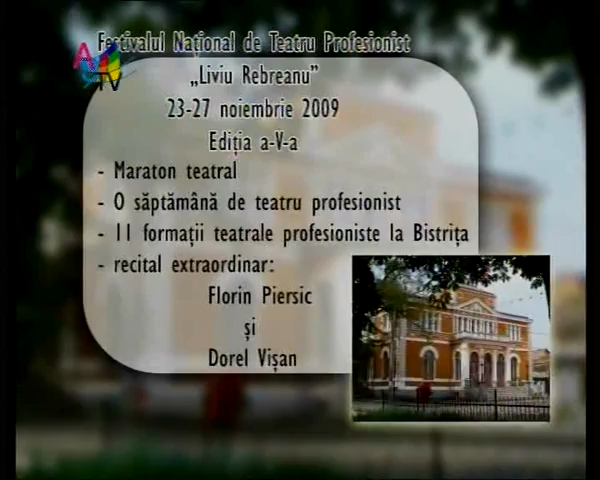 Festivalul Național de Teatru Profesionist
„Liviu Rebreanu”
23-27 noiembrie 2009
Ediția a-V-a
- Maraton teatral
- O săptămână de teatru profesionist
- 11 formații teatrale profesioniste la Bistrița
- recital extraordinar:
Florin Piersic
și
Dorel Vișan